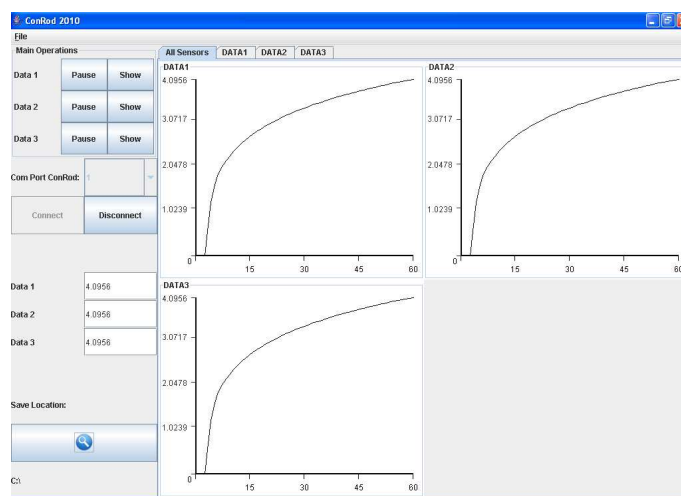 ConRod 2010
File
Main Operations
Data 1 Pause Show
Data 2 Pause Show
Data 3 Pause Show
Com Port ConRod: 1
Connect Disconnect
Data 1 4.0956
Data 2 4.0956
Data 3 4.0956
Save Location:
C:\
All Sensors DATA1 DATA2 DATA3
DATA1
4.0956
3.0717
2.0478
1.0239
0
15 30 45 60
DATA2
4.0956
3.0717
2.0478
1.0239
0
15 30 45 60
DATA3
4.0956
3.0717
2.0478
1.0239
0
15 30 45 60